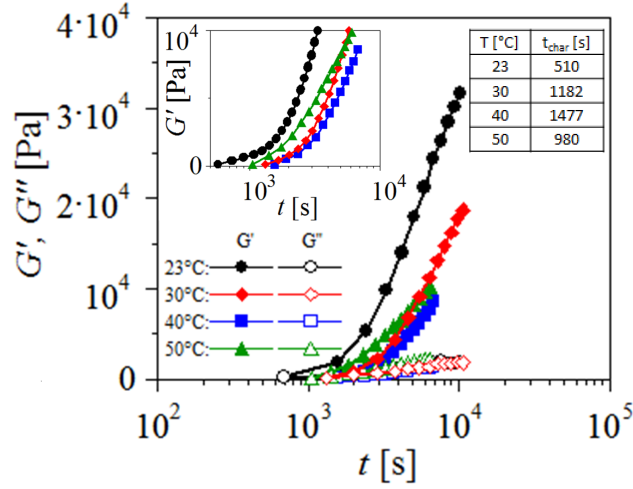 4·10⁴
3·10⁴
2·10⁴
10⁴
0
G', G'' [Pa]
10⁴
0
G' [Pa]
10³
10⁴
t [s]
T [°C] t_char [s]
23 510
30 1182
40 1477
50 980
G' G''
23°C:
30°C:
40°C:
50°C:
10² 10³ 10⁴ 10⁵
t [s]